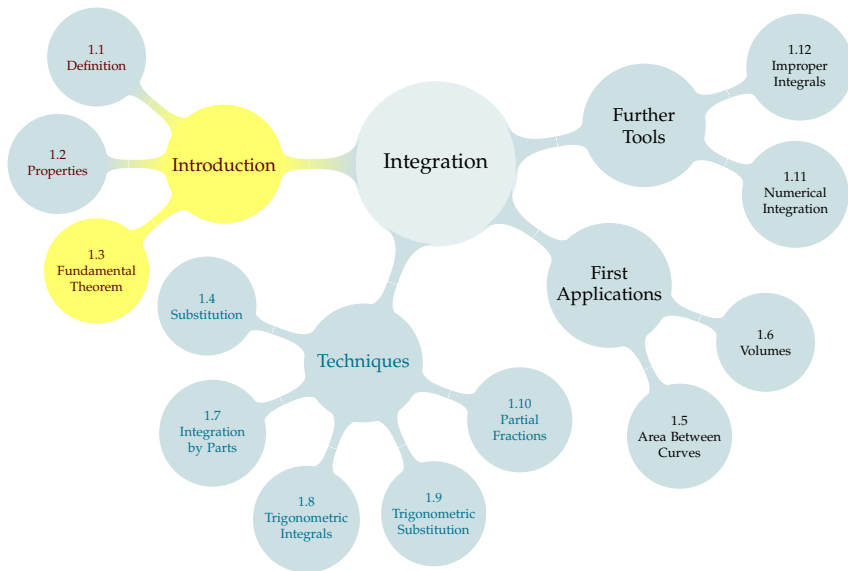 Integration
Introduction
1.1
Definition
1.2
Properties
1.3
Fundamental
Theorem
Techniques
1.4
Substitution
1.7
Integration
by Parts
1.8
Trigonometric
Integrals
1.9
Trigonometric
Substitution
1.10
Partial
Fractions
First
Applications
1.5
Area Between
Curves
1.6
Volumes
Further
Tools
1.11
Numerical
Integration
1.12
Improper
Integrals